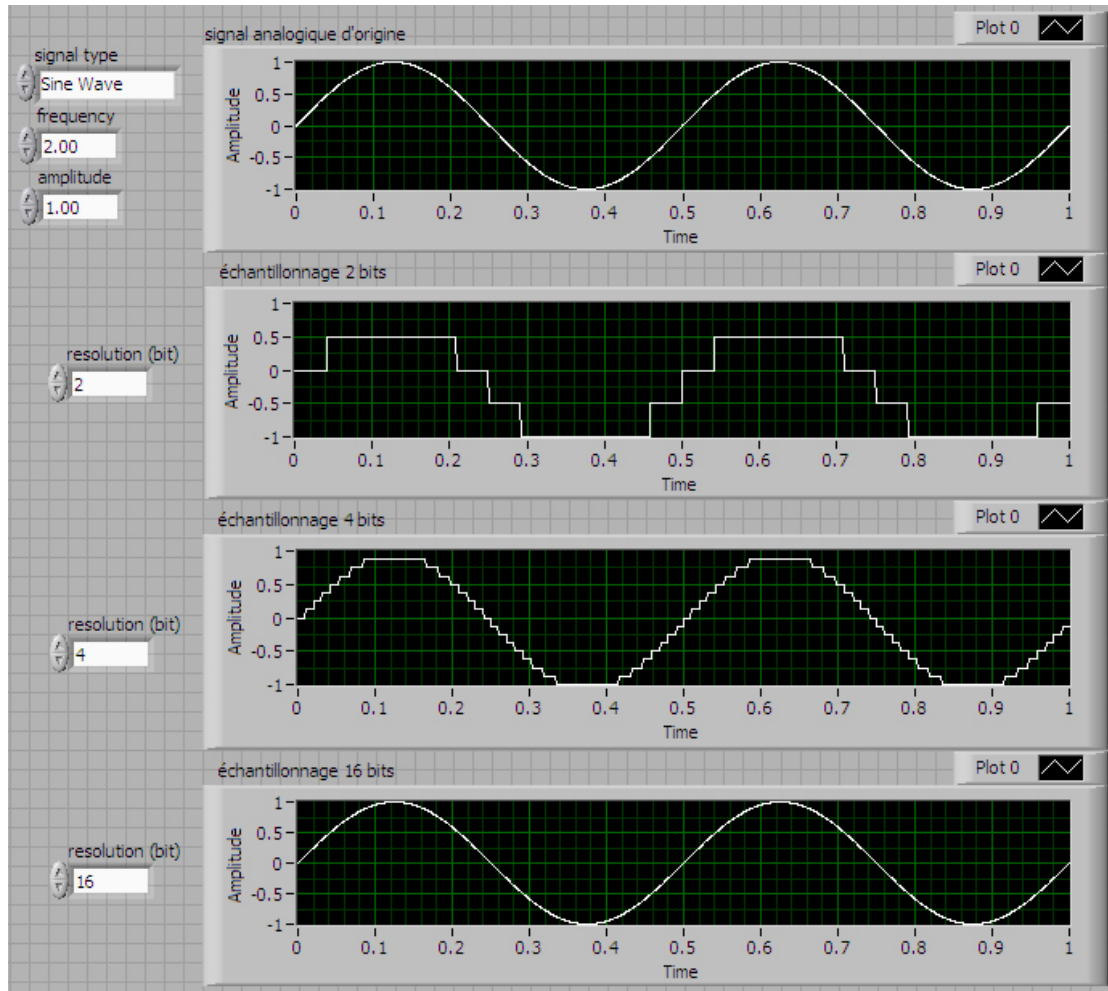 signal analogique d'origine
Plot 0
signal type
Sine Wave
frequency
2.00
amplitude
1.00
Amplitude
1
0.5
0
-0.5
-1
0 0.1 0.2 0.3 0.4 0.5 0.6 0.7 0.8 0.9 1
Time
échantillonnage 2 bits
Plot 0
resolution (bit)
2
Amplitude
1
0.5
0
-0.5
-1
0 0.1 0.2 0.3 0.4 0.5 0.6 0.7 0.8 0.9 1
Time
échantillonnage 4 bits
Plot 0
resolution (bit)
4
Amplitude
1
0.5
0
-0.5
-1
0 0.1 0.2 0.3 0.4 0.5 0.6 0.7 0.8 0.9 1
Time
échantillonnage 16 bits
Plot 0
resolution (bit)
16
Amplitude
1
0.5
0
-0.5
-1
0 0.1 0.2 0.3 0.4 0.5 0.6 0.7 0.8 0.9 1
Time